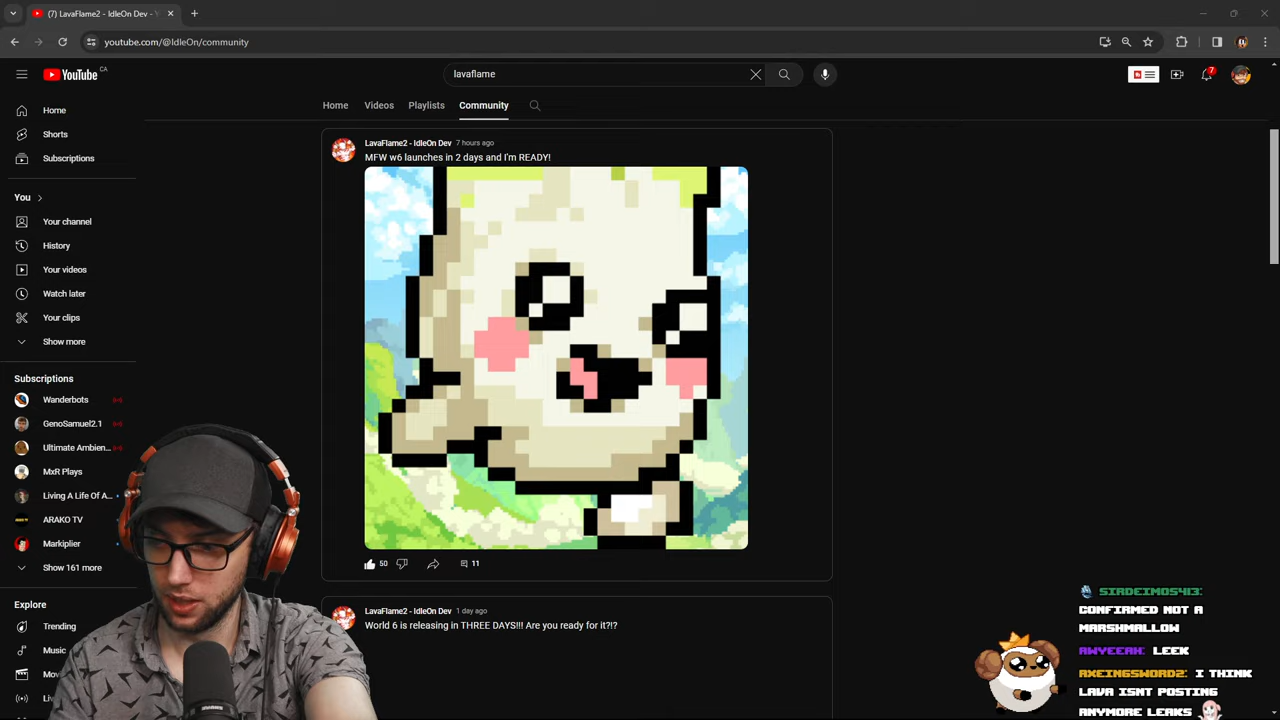 (7) LavaFlame2 - IdleOn Dev - Y
youtube.com/@IdleOn/community
YouTube CA
lavaflame
7
Home
Videos
Playlists
Community
Home
Shorts
Subscriptions
You
Your channel
History
Your videos
Watch later
Your clips
Show more
Subscriptions
Wanderbots
GenoSamuel2.1
Ultimate Ambien...
MxR Plays
Living A Life Of A...
ARAKO TV
Markiplier
Show 161 more
Explore
Trending
Music
Mov
Liv
LavaFlame2 - IdleOn Dev 7 hours ago
MFW w6 launches in 2 days and I'm READY!
50
11
LavaFlame2 - IdleOn Dev 1 day ago
World 6 is releasing in THREE DAYS!!! Are you ready for it?!?
SIRDEIMOS413:
CONFIRMED NOT A
MARSHMALLOW
AWYEEAH: LEEK
AXEINGSWORD2: I THINK
LAVA ISNT POSTING
ANYMORE LEAKS